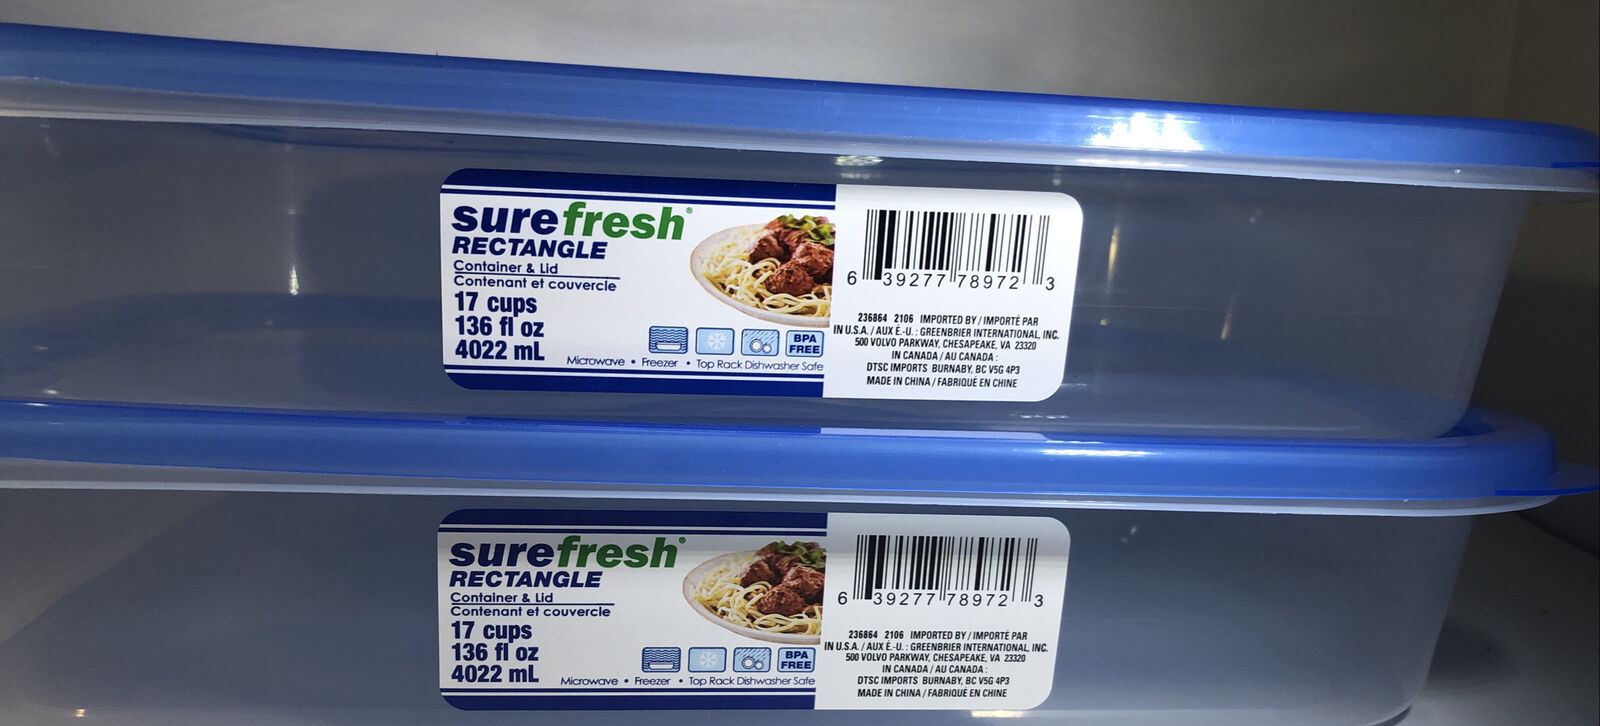 surefresh®
RECTANGLE
Container & Lid
Contenant et couvercle
17 cups
136 fl oz
4022 mL
BPA
FREE
Microwave • Freezer • Top Rack Dishwasher Safe
6 39277 78972 3
236864 2106 IMPORTED BY / IMPORTÉ PAR
IN U.S.A. / AUX É.-U. : GREENBRIER INTERNATIONAL, INC.
500 VOLVO PARKWAY, CHESAPEAKE, VA 23320
IN CANADA / AU CANADA :
DTSC IMPORTS BURNABY, BC V5G 4P3
MADE IN CHINA / FABRIQUÉ EN CHINE
surefresh®
RECTANGLE
Container & Lid
Contenant et couvercle
17 cups
136 fl oz
4022 mL
BPA
FREE
Microwave • Freezer • Top Rack Dishwasher Safe
6 39277 78972 3
236864 2106 IMPORTED BY / IMPORTÉ PAR
IN U.S.A. / AUX É.-U. : GREENBRIER INTERNATIONAL, INC.
500 VOLVO PARKWAY, CHESAPEAKE, VA 23320
IN CANADA / AU CANADA :
DTSC IMPORTS BURNABY, BC V5G 4P3
MADE IN CHINA / FABRIQUÉ EN CHINE